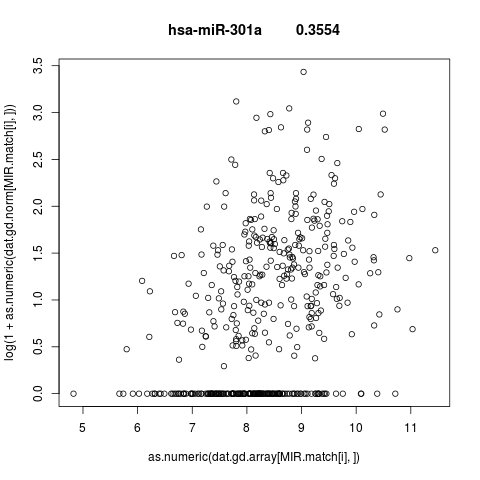 hsa-miR-301a 0.3554
log(1 + as.numeric(dat.gd.norm[MIR.match[i], ]))
3.5
3.0
2.5
2.0
1.5
1.0
0.5
0.0
5 6 7 8 9 10 11
as.numeric(dat.gd.array[MIR.match[i], ])